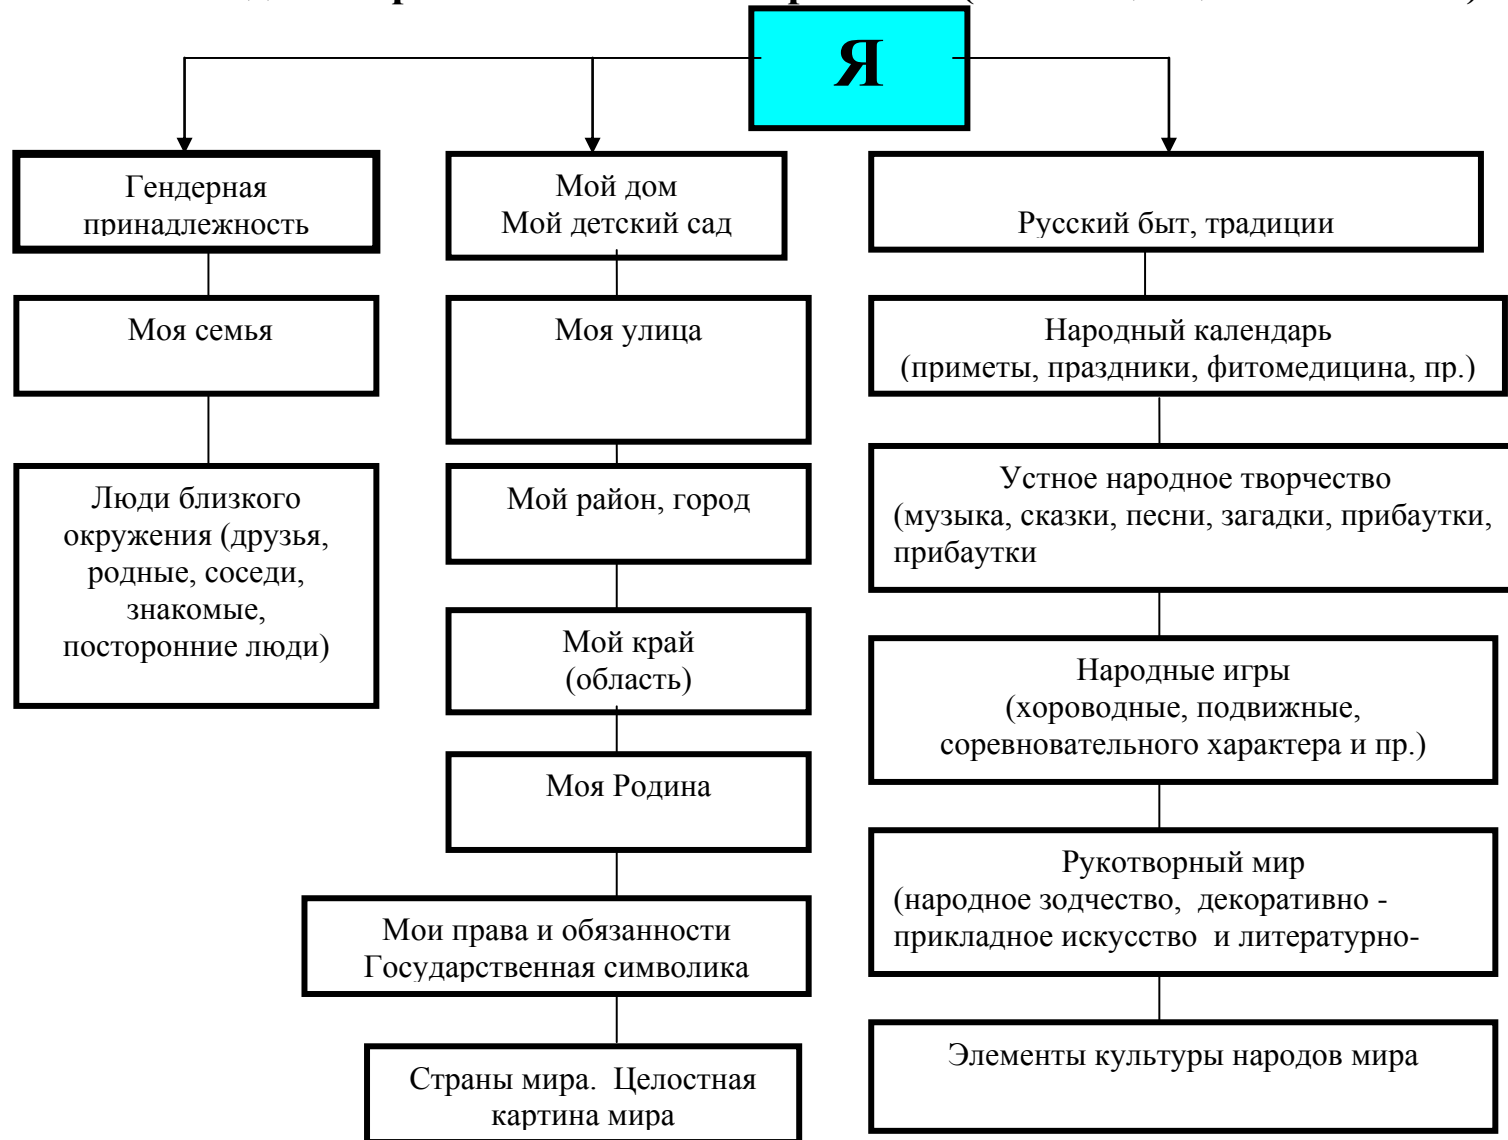 Я
Гендерная
принадлежность
Моя семья
Люди близкого
окружения (друзья,
родные, соседи,
знакомые,
посторонние люди)
Мой дом
Мой детский сад
Моя улица
Мой район, город
Мой край
(область)
Моя Родина
Мои права и обязанности
Государственная символика
Страны мира. Целостная
картина мира
Русский быт, традиции
Народный календарь
(приметы, праздники, фитомедицина, пр.)
Устное народное творчество
(музыка, сказки, песни, загадки, прибаутки,
прибаутки
Народные игры
(хороводные, подвижные,
соревновательного характера и пр.)
Рукотворный мир
(народное зодчество, декоративно -
прикладное искусство и литературно-
Элементы культуры народов мира